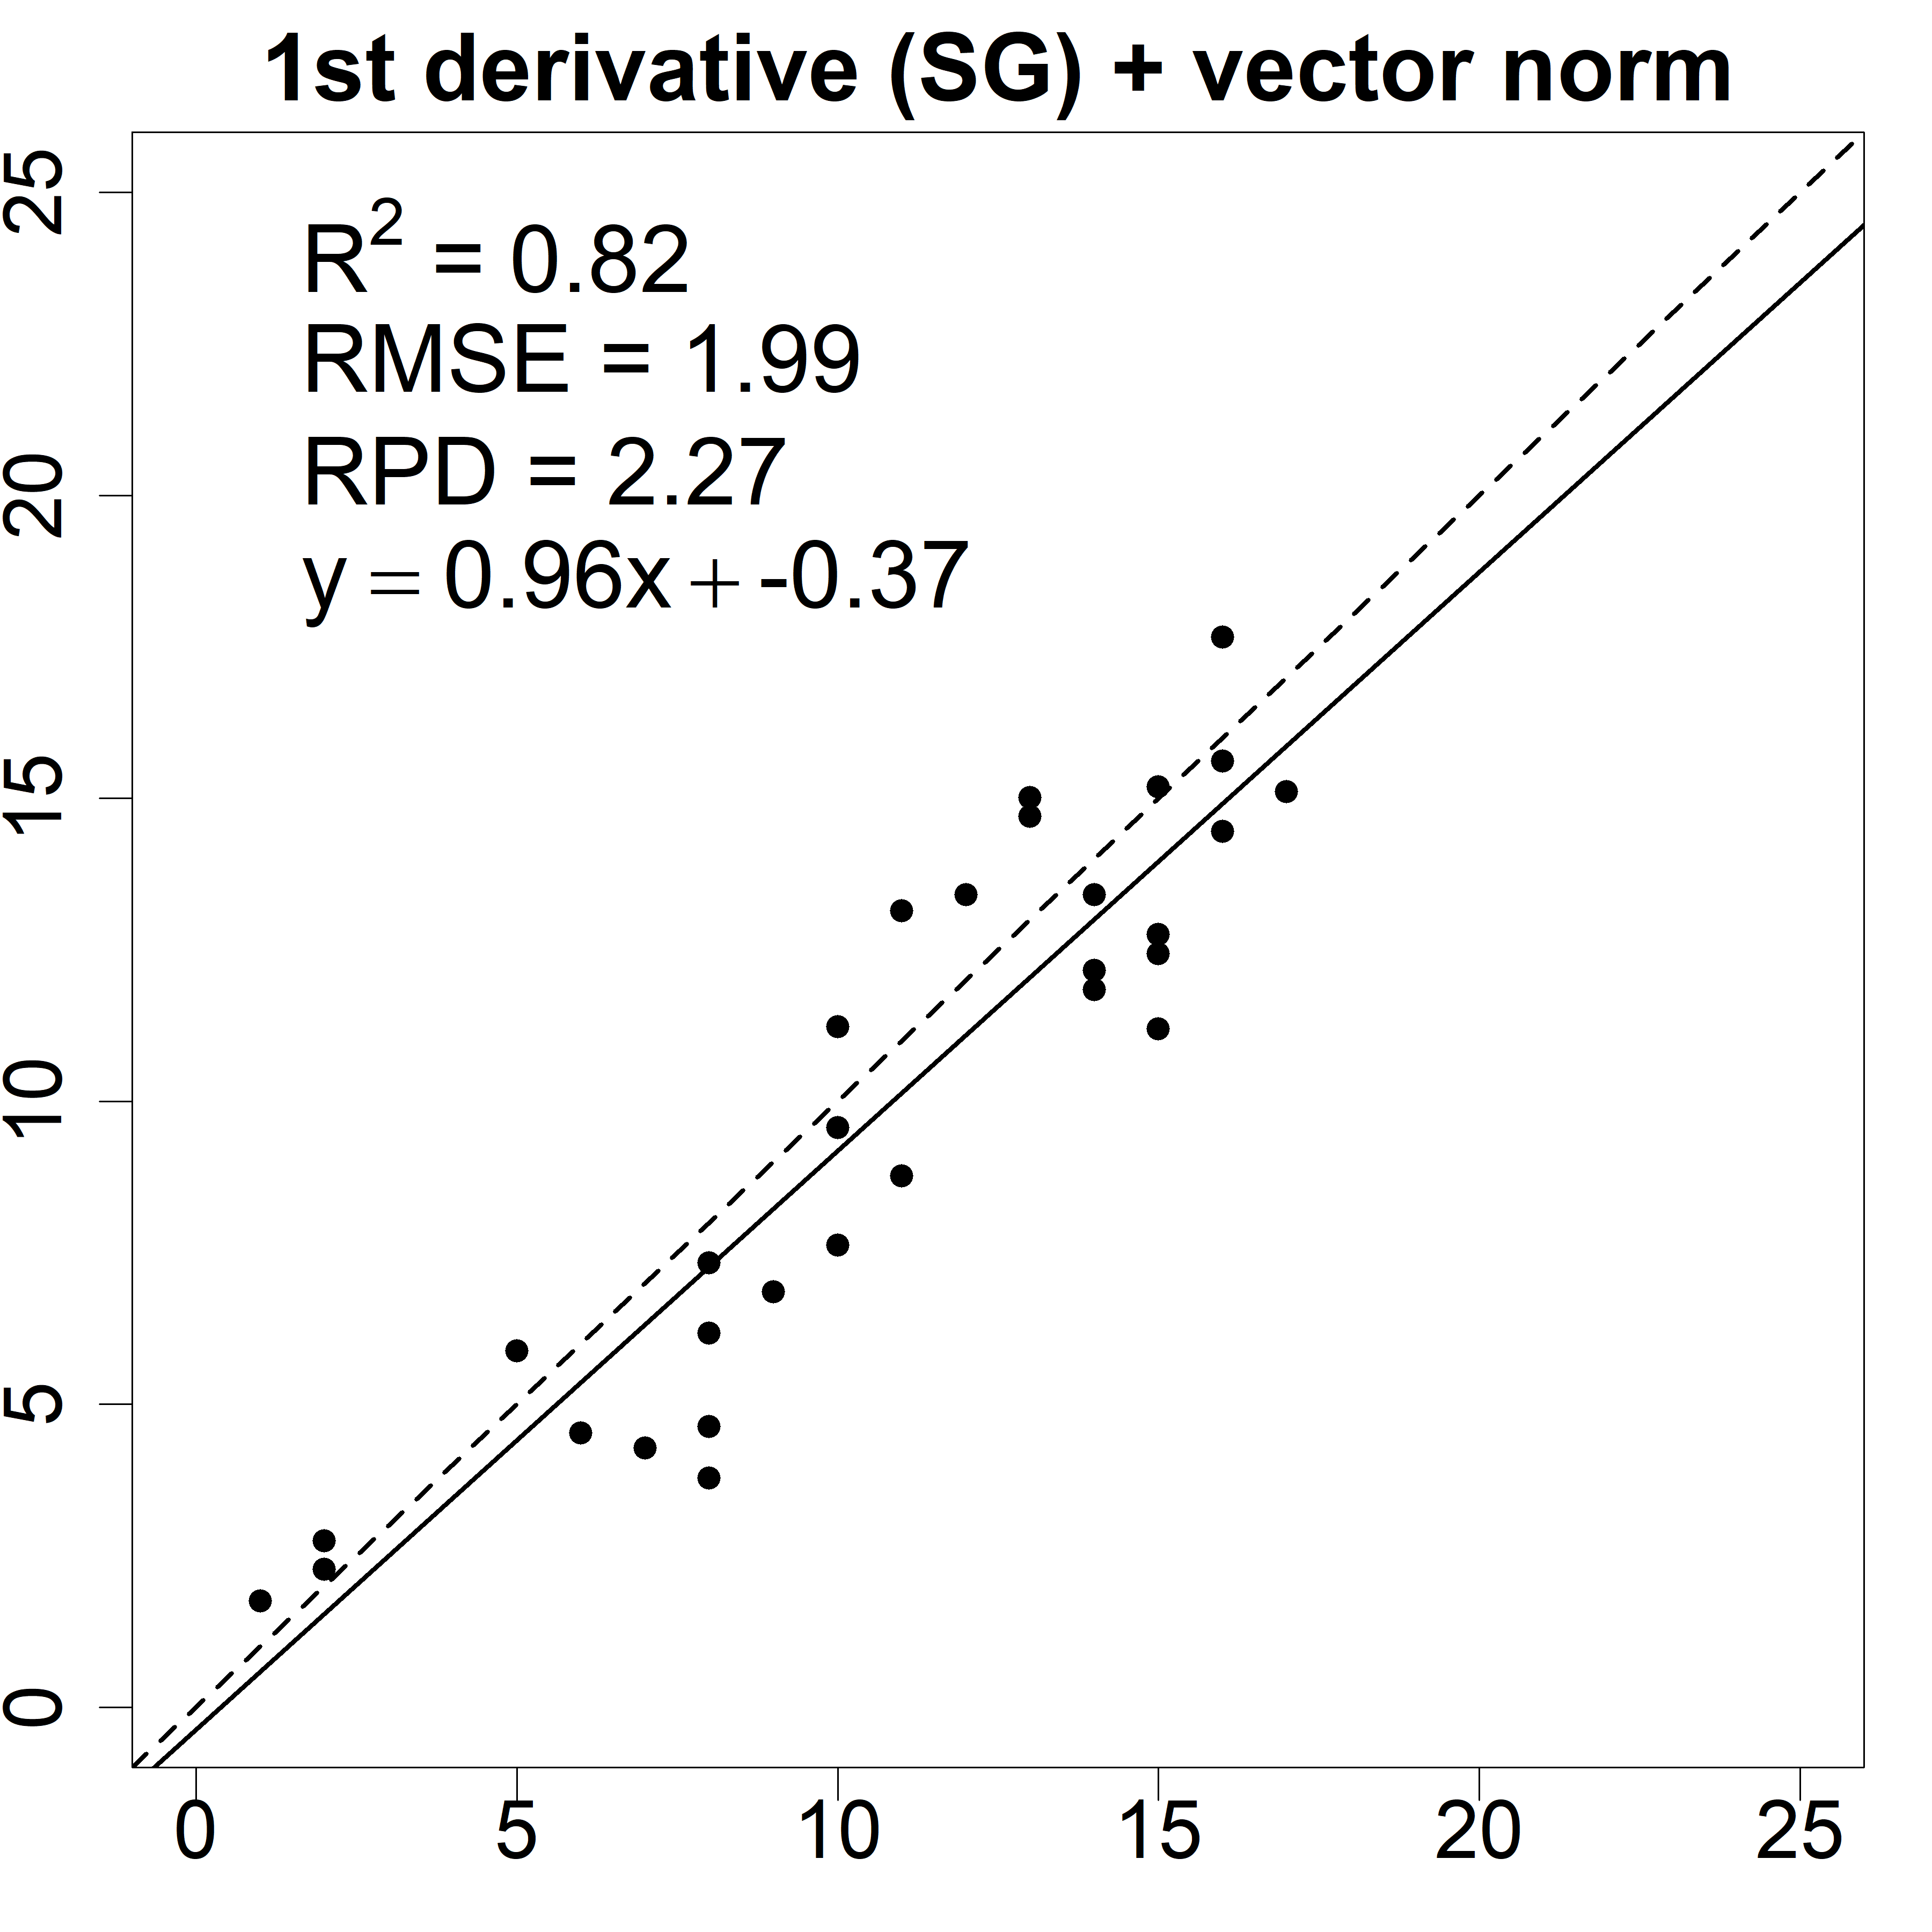 1st derivative (SG) + vector norm
R² = 0.82
RMSE = 1.99
RPD = 2.27
y = 0.96x + -0.37
25
20
15
10
5
0
0 5 10 15 20 25